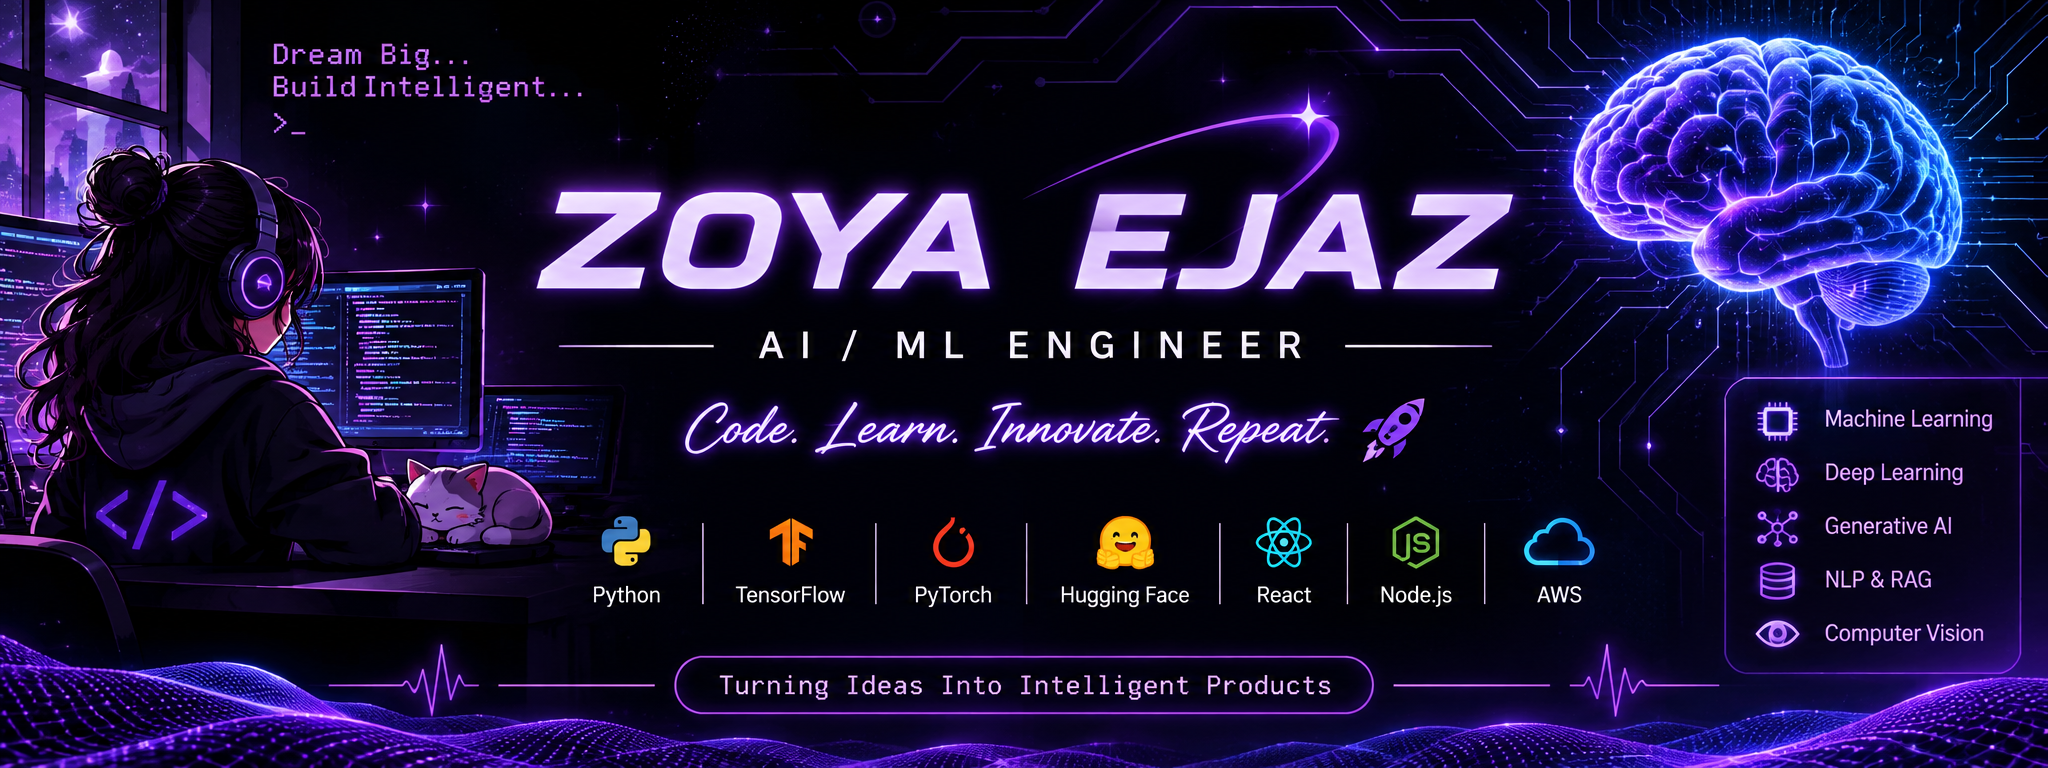 Dream Big...
Build Intelligent...
>_
ZOYA EJAZ
AI / ML ENGINEER
Code. Learn. Innovate. Repeat.
</>
Python
TensorFlow
PyTorch
Hugging Face
React
JS
Node.js
AWS
Machine Learning
Deep Learning
Generative AI
NLP & RAG
Computer Vision
Turning Ideas Into Intelligent Products